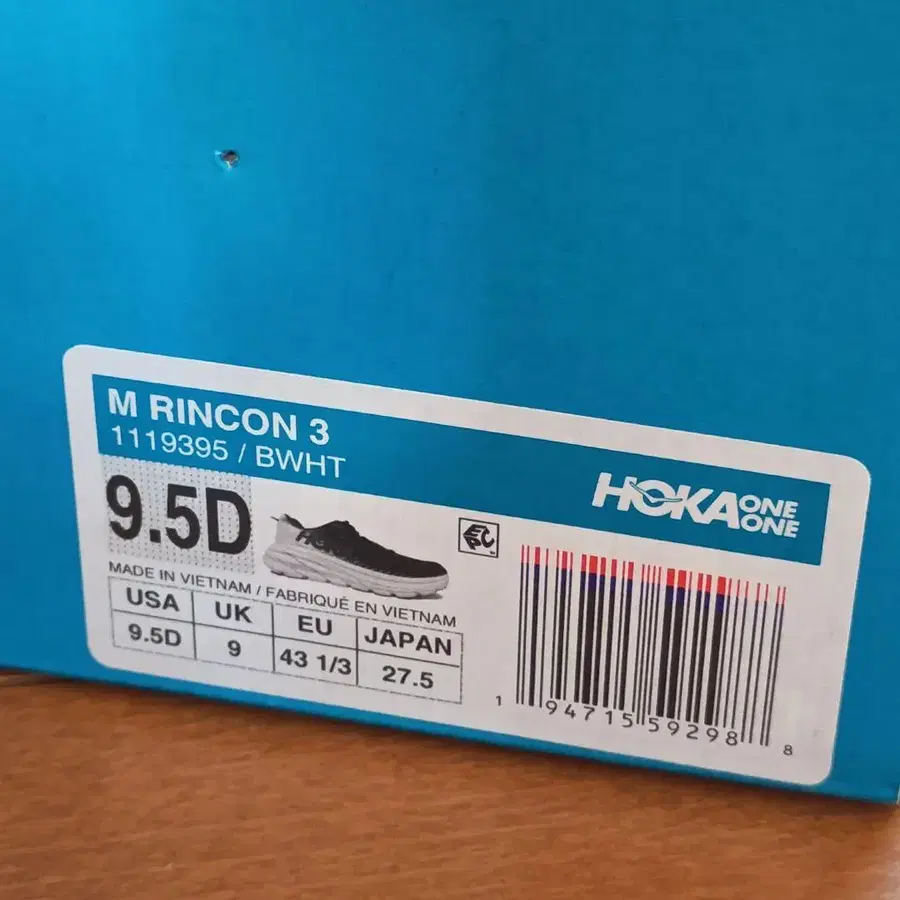 M RINCON 3
1119395 / BWHT
HOKA ONE ONE
9.5D
EPC
MADE IN VIETNAM / FABRIQUÉ EN VIETNAM
USA UK EU JAPAN
9.5D 9 43 1/3 27.5
1 94715 59298 8